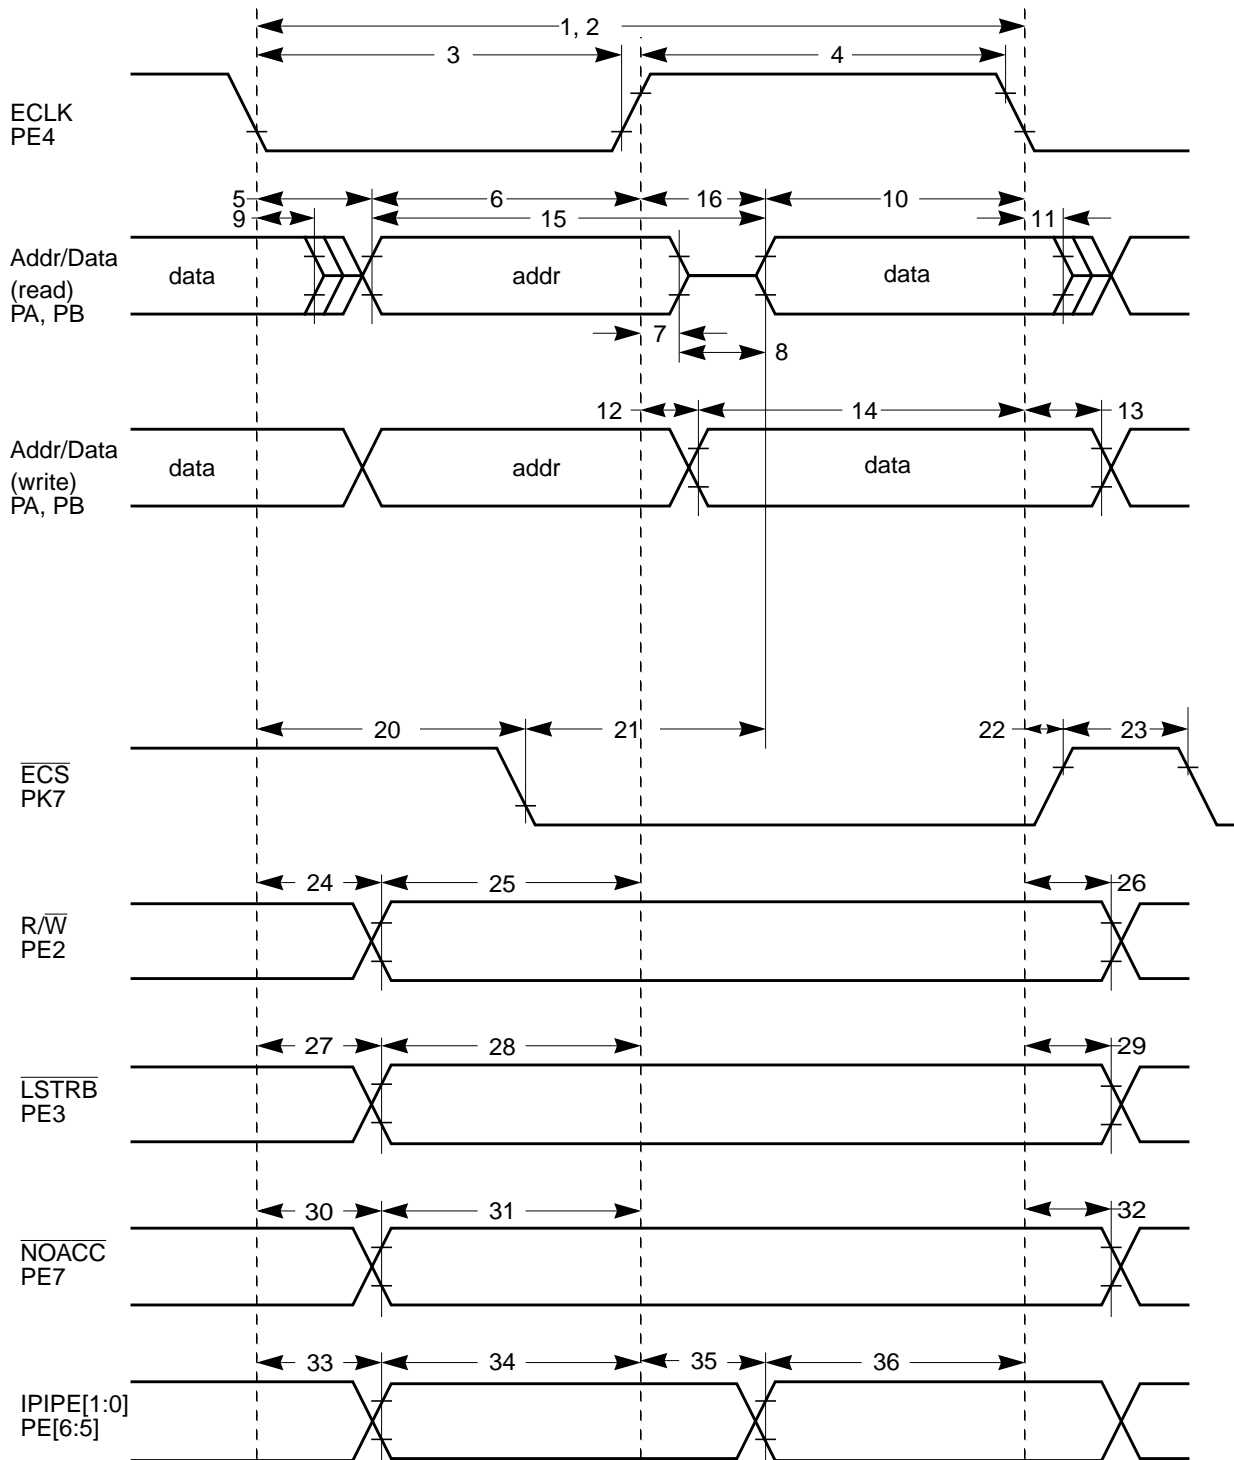 1, 2
3
4
ECLK
PE4
5
6
16
10
9
15
11
Addr/Data
(read)
PA, PB
data
addr
data
7
8
12
14
13
Addr/Data
(write)
PA, PB
data
addr
data
20
21
22
23
ECS
PK7
24
25
26
R/W
PE2
27
28
29
LSTRB
PE3
30
31
32
NOACC
PE7
33
34
35
36
IPIPE[1:0]
PE[6:5]